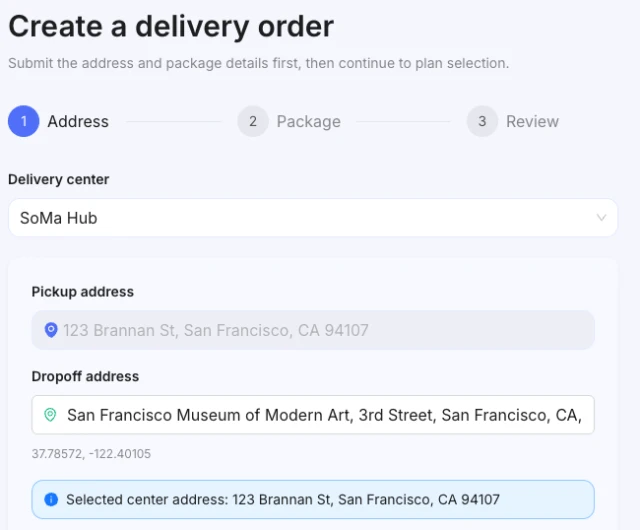 Create a delivery order
Submit the address and package details first, then continue to plan selection.
1 Address 2 Package 3 Review
Delivery center
SoMa Hub
Pickup address
123 Brannan St, San Francisco, CA 94107
Dropoff address
San Francisco Museum of Modern Art, 3rd Street, San Francisco, CA,
37.78572, -122.40105
Selected center address: 123 Brannan St, San Francisco, CA 94107